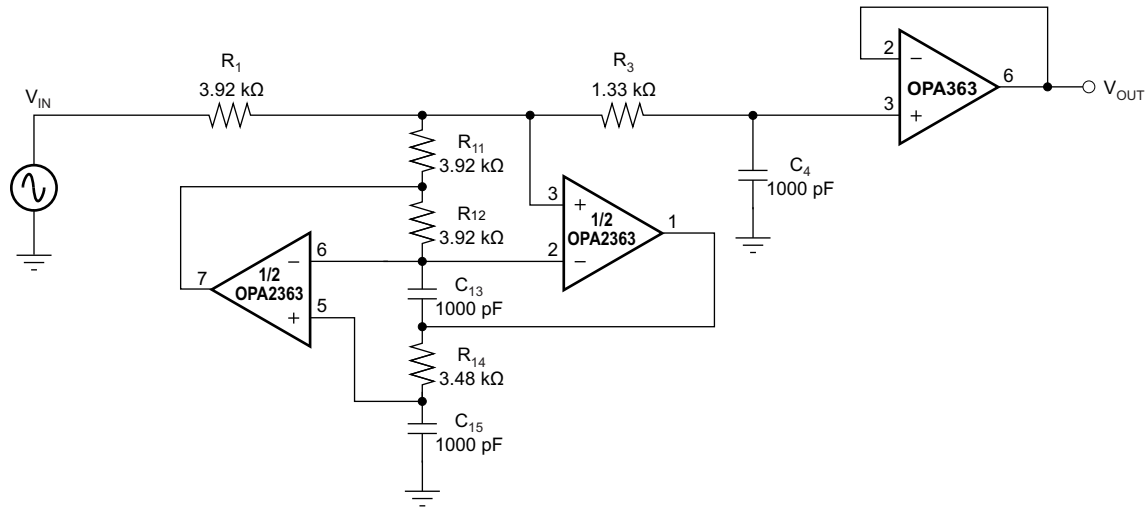 V_IN
R1
3.92 kΩ
R3
1.33 kΩ
2
−
OPA363
6
3
+
V_OUT
R11
3.92 kΩ
C4
1000 pF
R12
3.92 kΩ
3
+
1/2
OPA2363
1
2
−
6
−
7
1/2
OPA2363
5
+
C13
1000 pF
R14
3.48 kΩ
C15
1000 pF